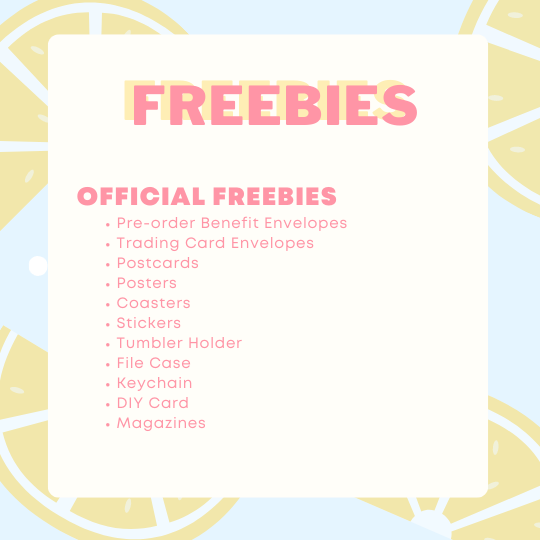 FREEBIES
OFFICIAL FREEBIES
• Pre-order Benefit Envelopes
• Trading Card Envelopes
• Postcards
• Posters
• Coasters
• Stickers
• Tumbler Holder
• File Case
• Keychain
• DIY Card
• Magazines